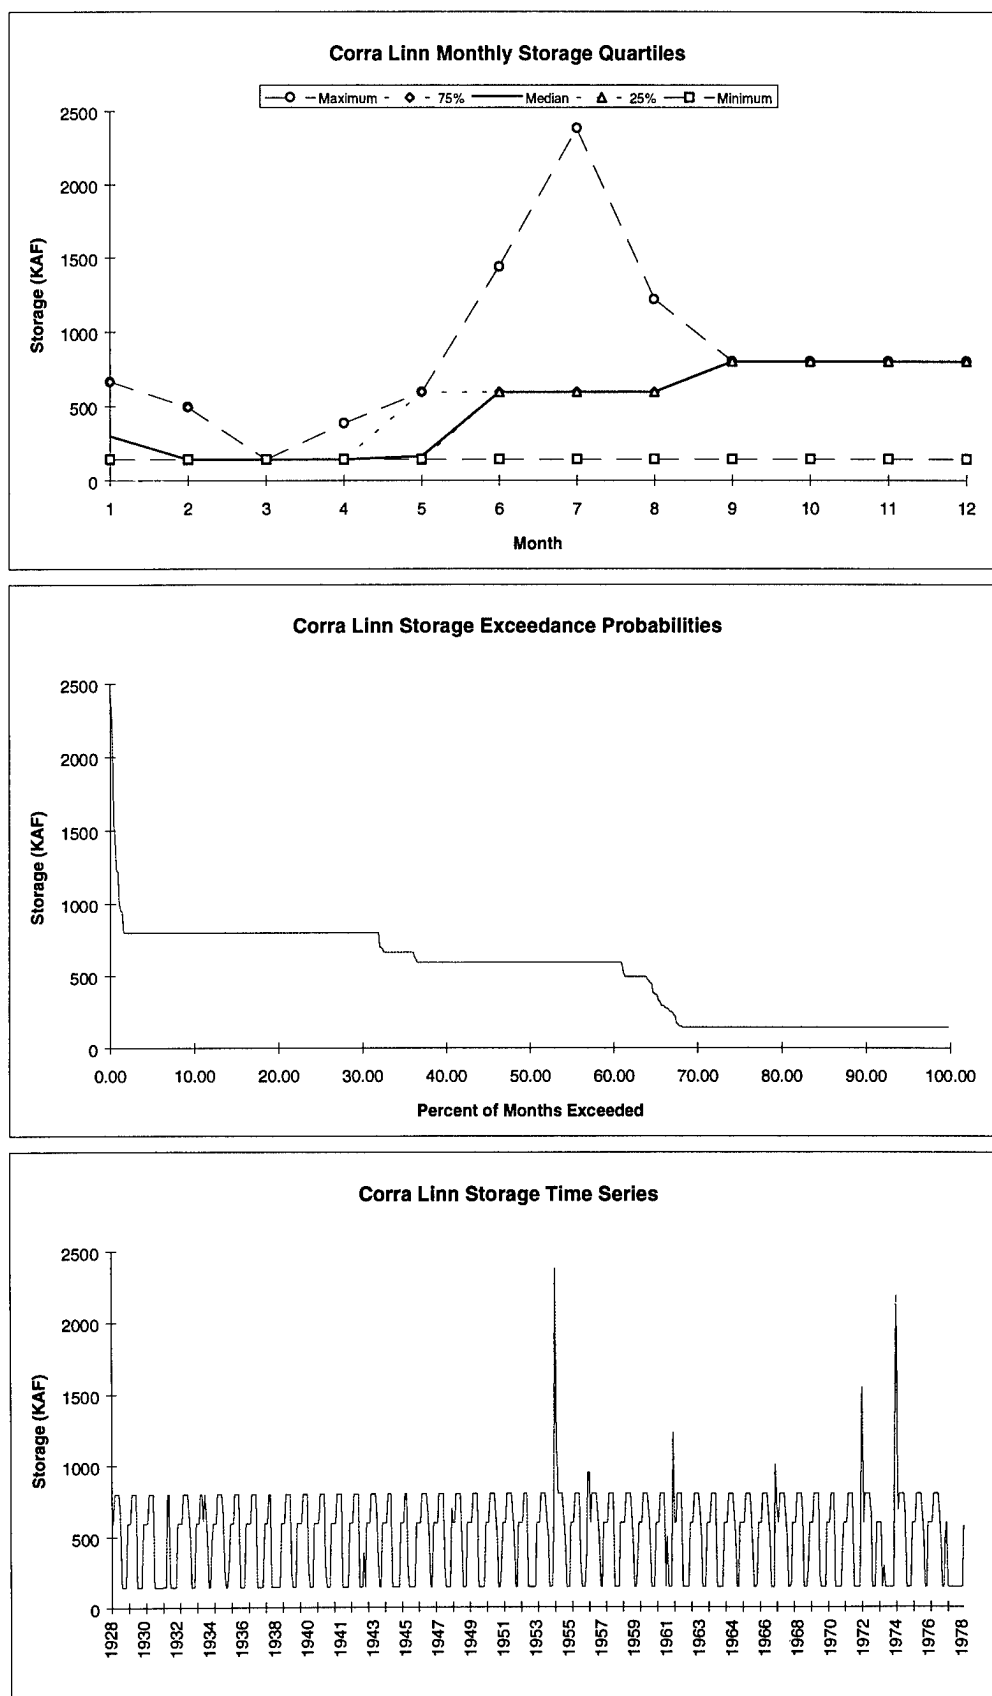 Corra Linn Monthly Storage Quartiles
Maximum 75% Median 25% Minimum
2500
2000
1500
1000
500
0
Storage (KAF)
1 2 3 4 5 6 7 8 9 10 11 12
Month
Corra Linn Storage Exceedance Probabilities
2500
2000
1500
1000
500
0
Storage (KAF)
0.00 10.00 20.00 30.00 40.00 50.00 60.00 70.00 80.00 90.00 100.00
Percent of Months Exceeded
Corra Linn Storage Time Series
2500
2000
1500
1000
500
0
Storage (KAF)
1928 1930 1932 1934 1936 1938 1940 1941 1943 1945 1947 1949 1951 1953 1955 1957 1959 1961 1963 1964 1966 1968 1970 1972 1974 1976 1978